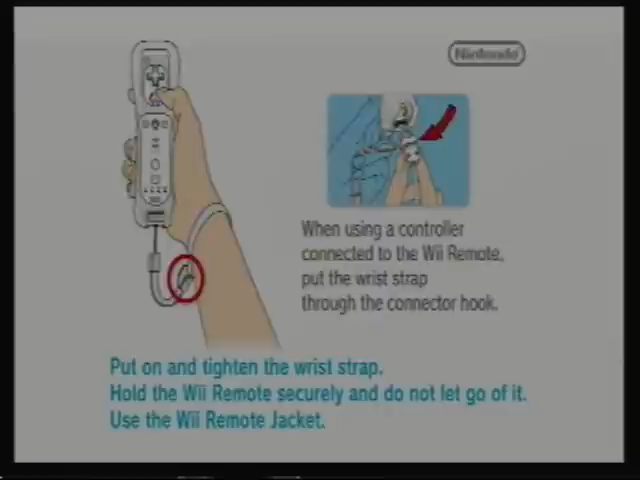 Nintendo
When using a controller
connected to the Wii Remote,
put the wrist strap
through the connector hook.
Put on and tighten the wrist strap.
Hold the Wii Remote securely and do not let go of it.
Use the Wii Remote Jacket.